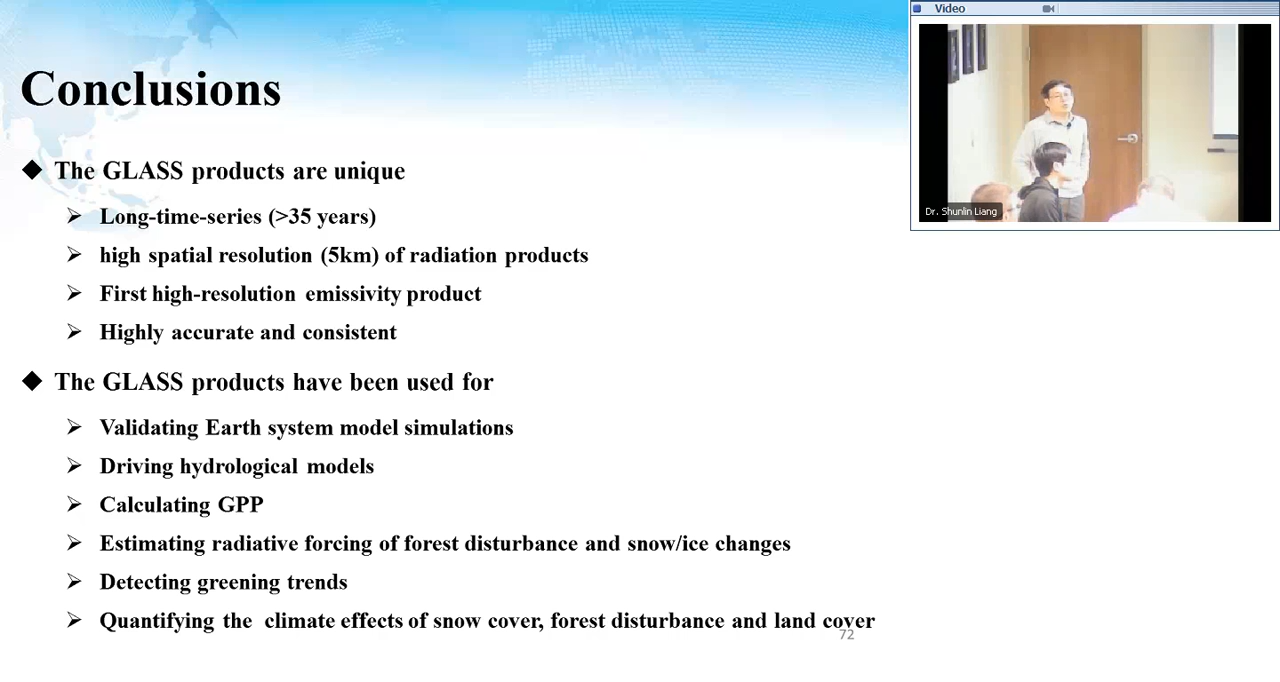 Video
Conclusions
The GLASS products are unique
Long-time-series (>35 years)
high spatial resolution (5km) of radiation products
First high-resolution emissivity product
Highly accurate and consistent
Dr. Shunlin Liang
The GLASS products have been used for
Validating Earth system model simulations
Driving hydrological models
Calculating GPP
Estimating radiative forcing of forest disturbance and snow/ice changes
Detecting greening trends
Quantifying the climate effects of snow cover, forest disturbance and land cover
72